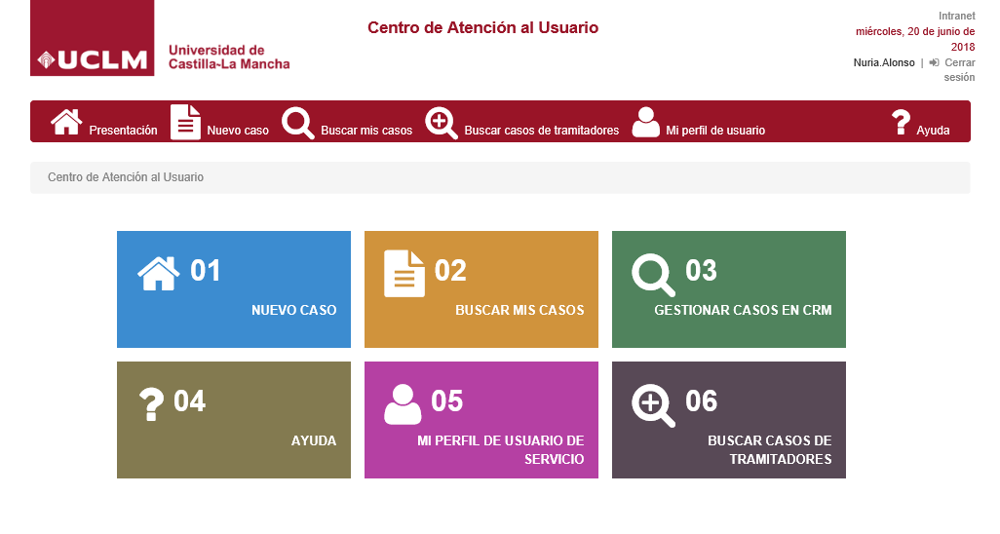 UCLM
Universidad de
Castilla-La Mancha
Centro de Atención al Usuario
Intranet
miércoles, 20 de junio de
2018
Nuria.Alonso | Cerrar
sesión
Presentación Nuevo caso Buscar mis casos Buscar casos de tramitadores Mi perfil de usuario Ayuda
Centro de Atención al Usuario
01
NUEVO CASO
02
BUSCAR MIS CASOS
03
GESTIONAR CASOS EN CRM
04
AYUDA
05
MI PERFIL DE USUARIO DE
SERVICIO
06
BUSCAR CASOS DE
TRAMITADORES